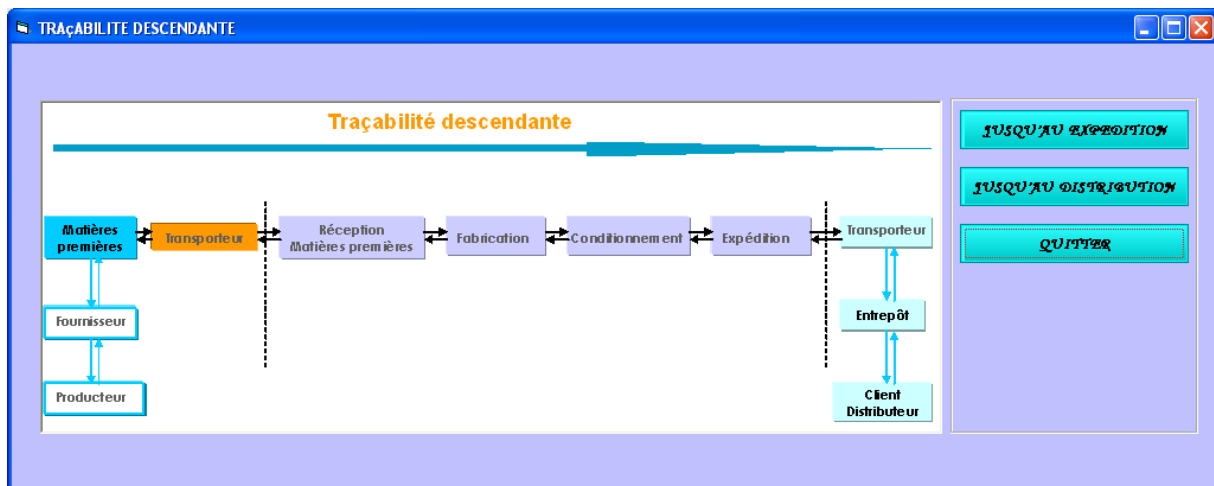 TRAçABILITE DESCENDANTE
Traçabilité descendante
Matières
premières
Transporteur
Réception
Matières premières
Fabrication
Conditionnement
Expédition
Transporteur
Fournisseur
Entrepôt
Producteur
Client
Distributeur
JUSQU'AU EXPEDITION
JUSQU'AU DISTRIBUTION
QUITTER